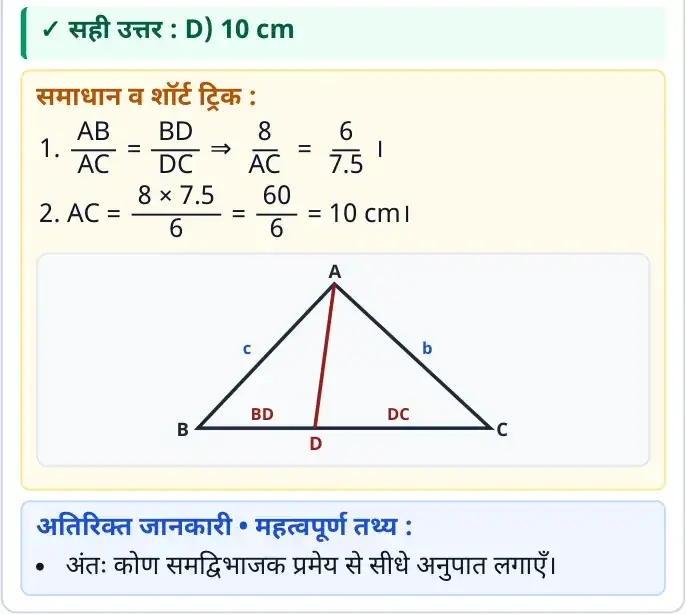 ✓ सही उत्तर : D) 10 cm
समाधान व शॉर्ट ट्रिक :
1. AB/AC = BD/DC ⇒ 8/AC = 6/7.5 ।
2. AC = 8 × 7.5/6 = 60/6 = 10 cm।
A
c b
BD DC
B C
D
अतिरिक्त जानकारी • महत्वपूर्ण तथ्य :
• अंतः कोण समद्विभाजक प्रमेय से सीधे अनुपात लगाएँ।